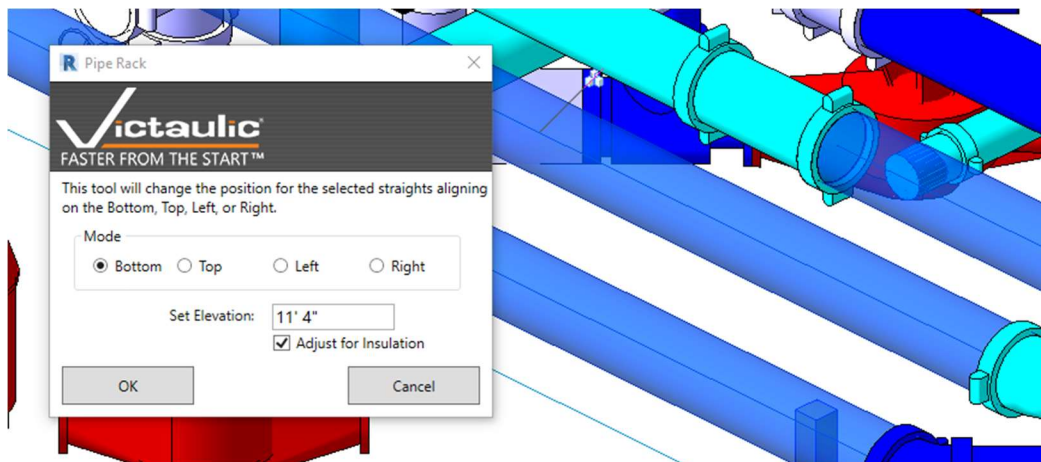 Pipe Rack
Victaulic®
FASTER FROM THE START™
This tool will change the position for the selected straights aligning
on the Bottom, Top, Left, or Right.
Mode
Bottom Top Left Right
Set Elevation: 11' 4"
Adjust for Insulation
OK Cancel